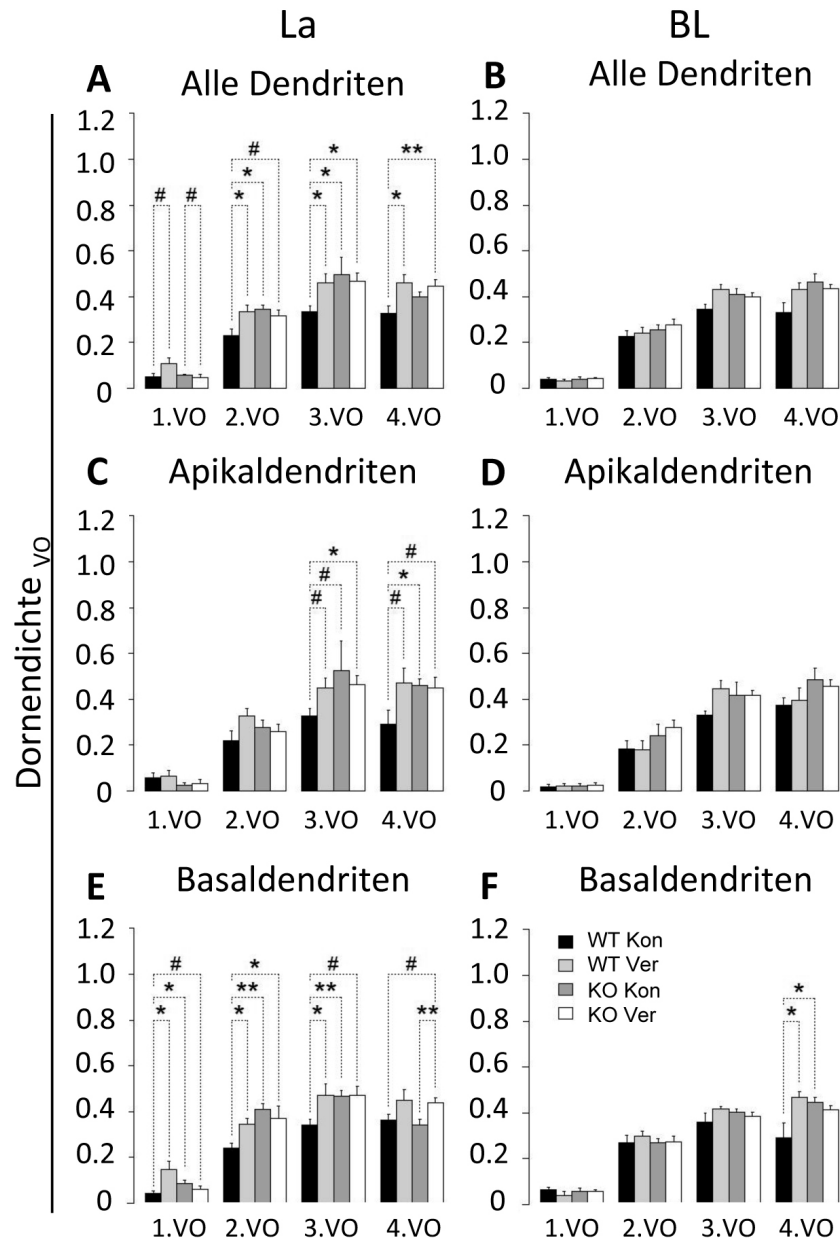 La
BL
A
Alle Dendriten
1.2
1.0
0.8
0.6
0.4
0.2
0
# #
* * #
* * *
* **
1.VO 2.VO 3.VO 4.VO
B
Alle Dendriten
1.2
1.0
0.8
0.6
0.4
0.2
0
1.VO 2.VO 3.VO 4.VO
Dornendichte VO
C
Apikaldendriten
1.2
1.0
0.8
0.6
0.4
0.2
0
# # *
# * #
1.VO 2.VO 3.VO 4.VO
D
Apikaldendriten
1.2
1.0
0.8
0.6
0.4
0.2
0
1.VO 2.VO 3.VO 4.VO
E
Basaldendriten
1.2
1.0
0.8
0.6
0.4
0.2
0
* * #
* ** *
* ** #
** #
1.VO 2.VO 3.VO 4.VO
F
Basaldendriten
1.2
1.0
0.8
0.6
0.4
0.2
0
WT Kon
WT Ver
KO Kon
KO Ver
* *
1.VO 2.VO 3.VO 4.VO